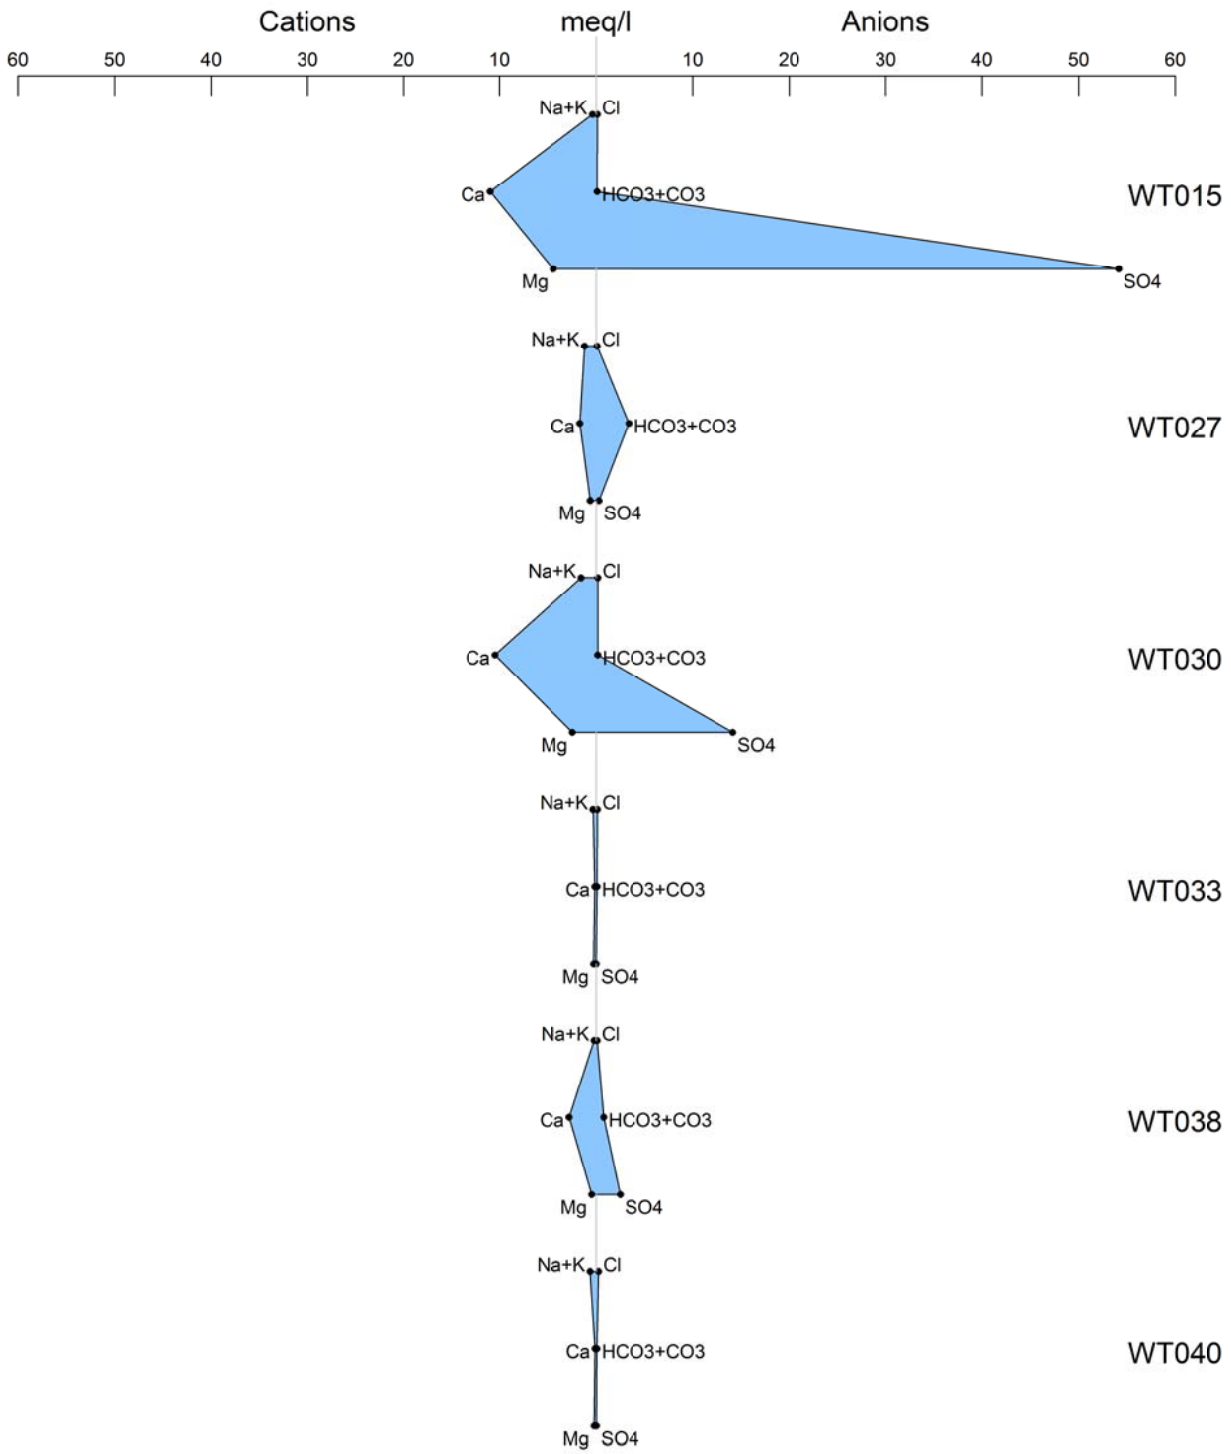 Cations meq/l Anions
60 50 40 30 20 10 10 20 30 40 50 60
Na+K Cl
Ca HCO3+CO3 WT015
Mg SO4
Na+K Cl
Ca HCO3+CO3 WT027
Mg SO4
Na+K Cl
Ca HCO3+CO3 WT030
Mg SO4
Na+K Cl
Ca HCO3+CO3 WT033
Mg SO4
Na+K Cl
Ca HCO3+CO3 WT038
Mg SO4
Na+K Cl
Ca HCO3+CO3 WT040
Mg SO4